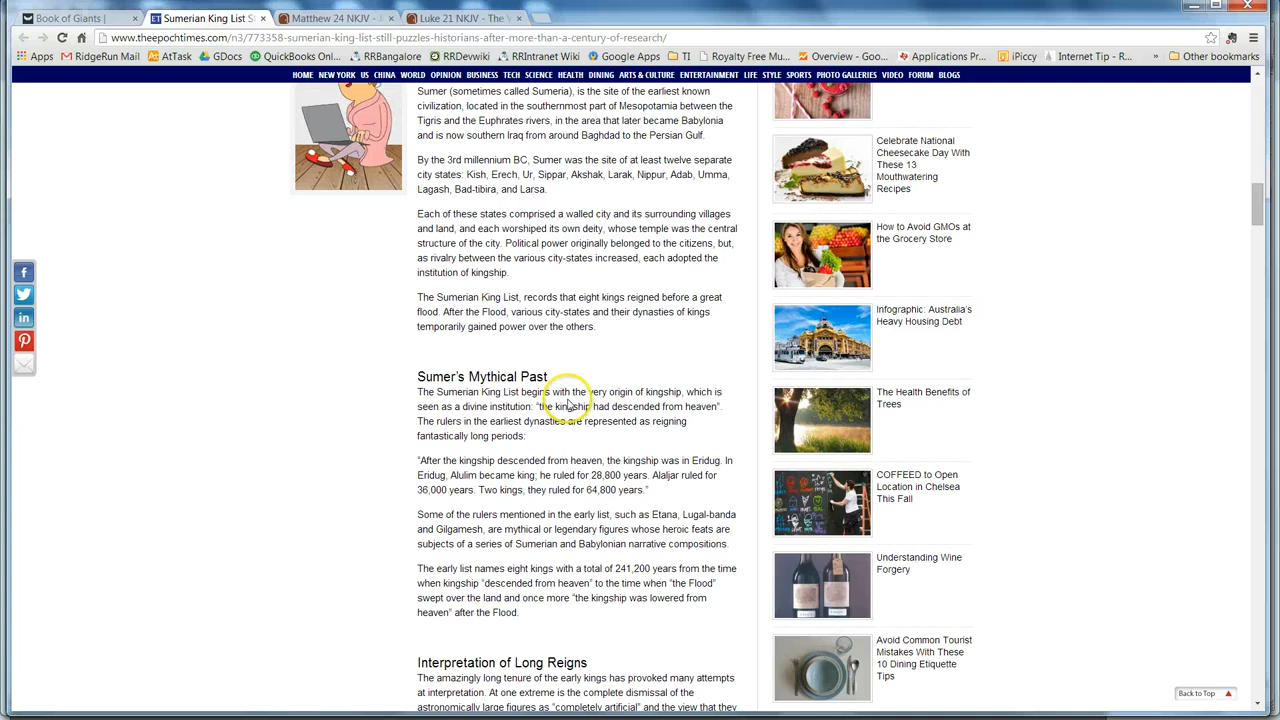 Book of Giants |
Sumerian King List S
Matthew 24 NKJV - J
Luke 21 NKJV - The V
www.theepochtimes.com/n3/773358-sumerian-king-list-still-puzzles-historians-after-more-than-a-century-of-research/
Apps RidgeRun Mail AtTask GDocs QuickBooks Onl... RRBangalore RRDevwiki RRIntranet Wiki Google Apps TI Royalty Free Mu... Overview - Goo... Applications Pr... iPiccy Internet Tip - R... » Other bookmarks
HOME NEW YORK US CHINA WORLD OPINION BUSINESS TECH SCIENCE HEALTH DINING ARTS & CULTURE ENTERTAINMENT LIFE STYLE SPORTS PHOTO GALLERIES VIDEO FORUM BLOGS
Sumer (sometimes called Sumeria), is the site of the earliest known
civilization, located in the southernmost part of Mesopotamia between the
Tigris and the Euphrates rivers, in the area that later became Babylonia
and is now southern Iraq from around Baghdad to the Persian Gulf.
By the 3rd millennium BC, Sumer was the site of at least twelve separate
city states: Kish, Erech, Ur, Sippar, Akshak, Larak, Nippur, Adab, Umma,
Lagash, Bad-tibira, and Larsa.
Each of these states comprised a walled city and its surrounding villages
and land, and each worshiped its own deity, whose temple was the central
structure of the city. Political power originally belonged to the citizens, but,
as rivalry between the various city-states increased, each adopted the
institution of kingship.
The Sumerian King List, records that eight kings reigned before a great
flood. After the Flood, various city-states and their dynasties of kings
temporarily gained power over the others.
Sumer's Mythical Past
The Sumerian King List begins with the very origin of kingship, which is
seen as a divine institution: “the kingship had descended from heaven”.
The rulers in the earliest dynasties are represented as reigning
fantastically long periods:
“After the kingship descended from heaven, the kingship was in Eridug. In
Eridug, Alulim became king; he ruled for 28,800 years. Alaljar ruled for
36,000 years. Two kings, they ruled for 64,800 years.”
Some of the rulers mentioned in the early list, such as Etana, Lugal-banda
and Gilgamesh, are mythical or legendary figures whose heroic feats are
subjects of a series of Sumerian and Babylonian narrative compositions.
The early list names eight kings with a total of 241,200 years from the time
when kingship “descended from heaven” to the time when “the Flood”
swept over the land and once more “the kingship was lowered from
heaven” after the Flood.
Interpretation of Long Reigns
The amazingly long tenure of the early kings has provoked many attempts
at interpretation. At one extreme is the complete dismissal of the
astronomically large figures as “completely artificial” and the view that they
Celebrate National
Cheesecake Day With
These 13
Mouthwatering
Recipes
How to Avoid GMOs at
the Grocery Store
Infographic: Australia's
Heavy Housing Debt
The Health Benefits of
Trees
COFFEED to Open
Location in Chelsea
This Fall
Understanding Wine
Forgery
Avoid Common Tourist
Mistakes With These
10 Dining Etiquette
Tips
Back to Top